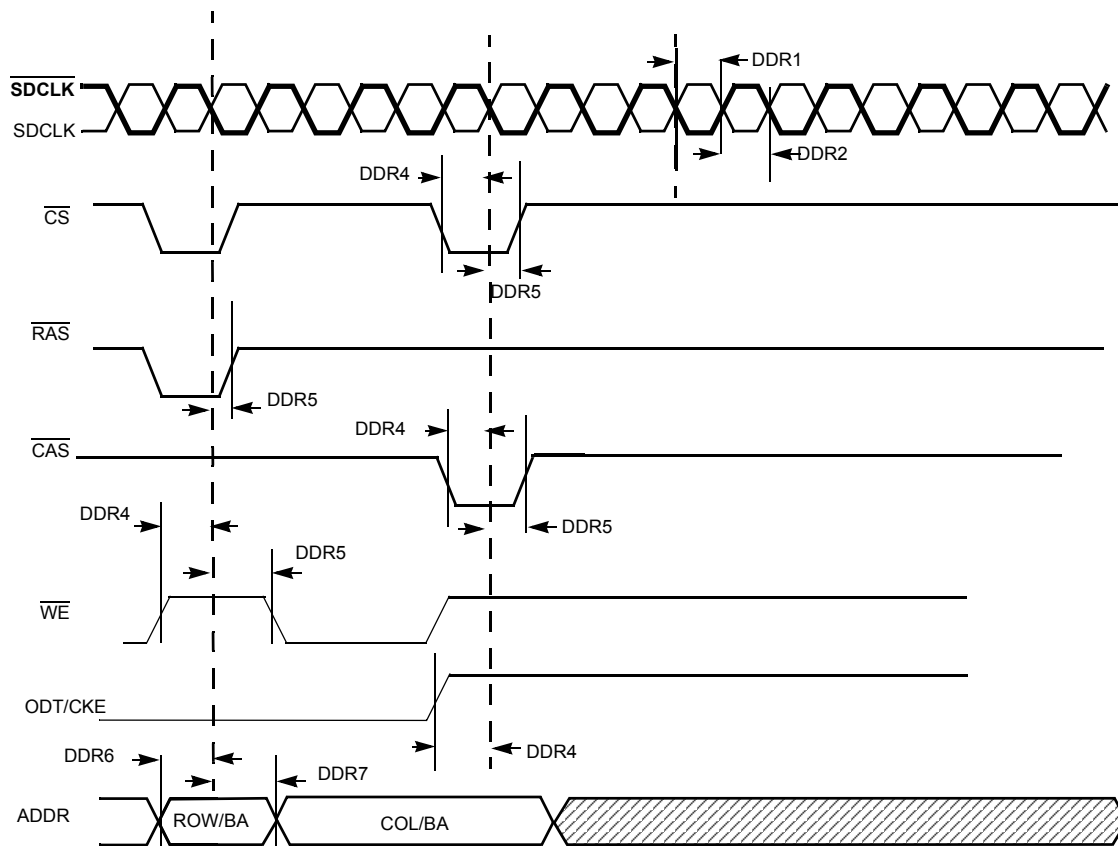 DDR1
SDCLK
SDCLK
DDR2
DDR4
CS
DDR5
RAS
DDR5
DDR4
CAS
DDR4
DDR5
DDR5
WE
ODT/CKE
DDR4
DDR6
DDR7
ADDR
ROW/BA
COL/BA